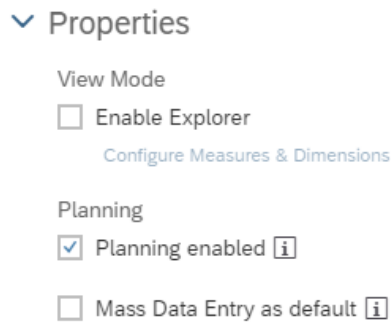 Properties
View Mode
Enable Explorer
Configure Measures & Dimensions
Planning
Planning enabled i
Mass Data Entry as default i